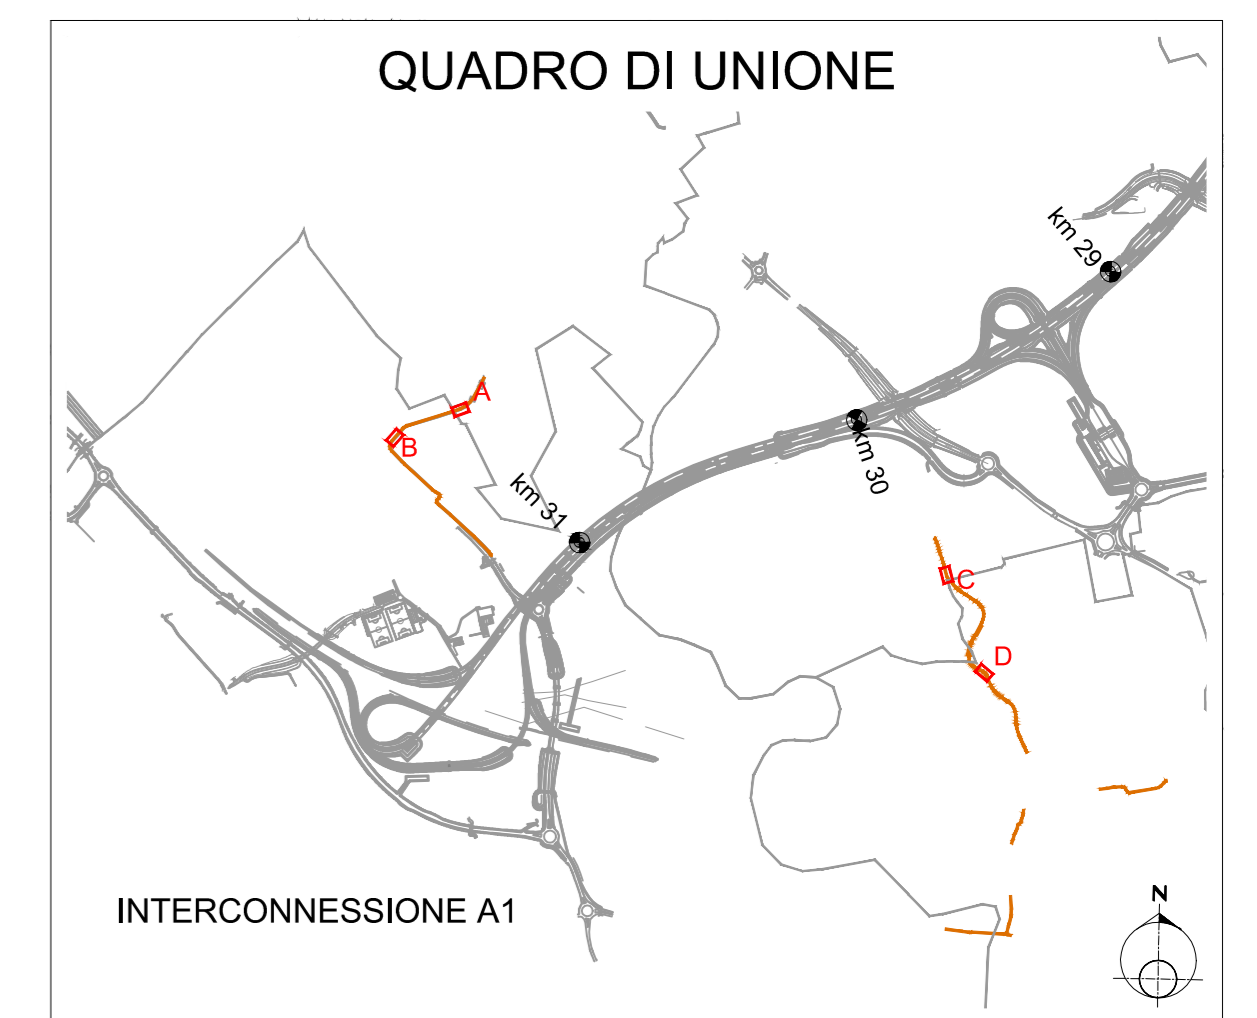 QUADRO DI UNIONE
km 29
A
B
km 30
km 31
C
D
INTERCONNESSIONE A1
N